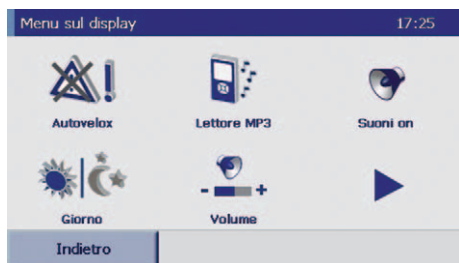 Menu sul display 17:25
Autovelox Lettore MP3 Suoni on
Giorno Volume
Indietro